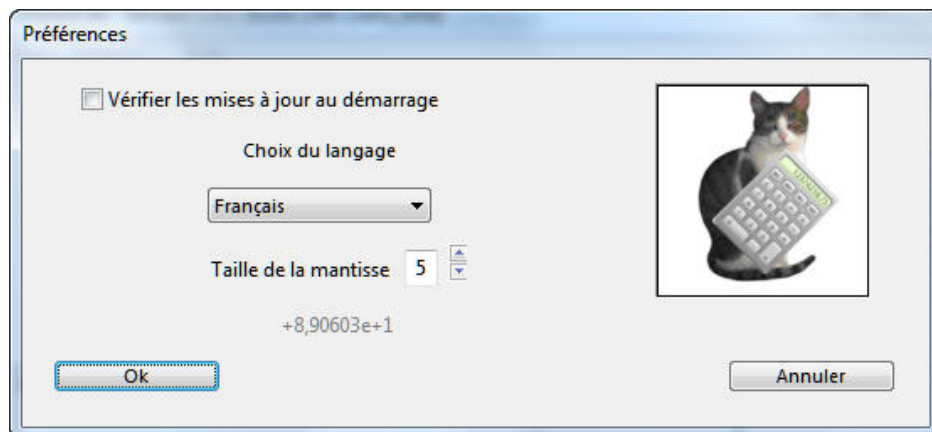 Préférences
Vérifier les mises à jour au démarrage
Choix du langage
Français
Taille de la mantisse 5
+8,90603e+1
Ok
Annuler